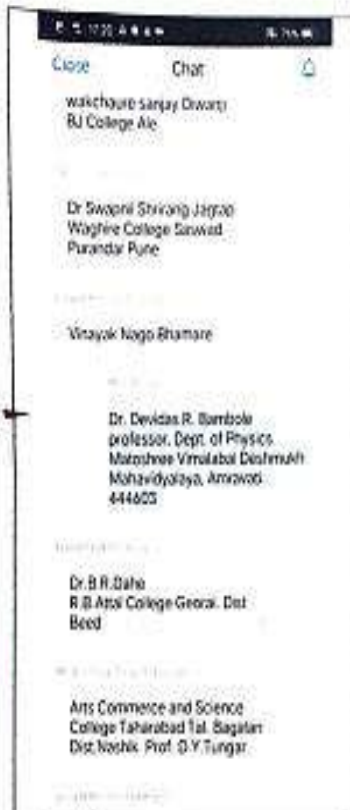 Close Chat
wakchaure sanjay Diwanji
BJ College Ale
Dr Swapnil Shrirang Jagtap
Waghire College Saswad
Purandar Pune
Vinayak Nago Bhamare
Dr. Devidas R. Bambole
professor, Dept. of Physics
Matoshree Vimalabai Deshmukh
Mahavidyalaya, Amravati
444603
Dr.B.R.Dahe
R.B.Attal College Georai. Dist
Beed
Arts Commerce and Science
College Taharabad Tal. Bagalan
Dist.Nashik. Prof. D.Y.Tungar